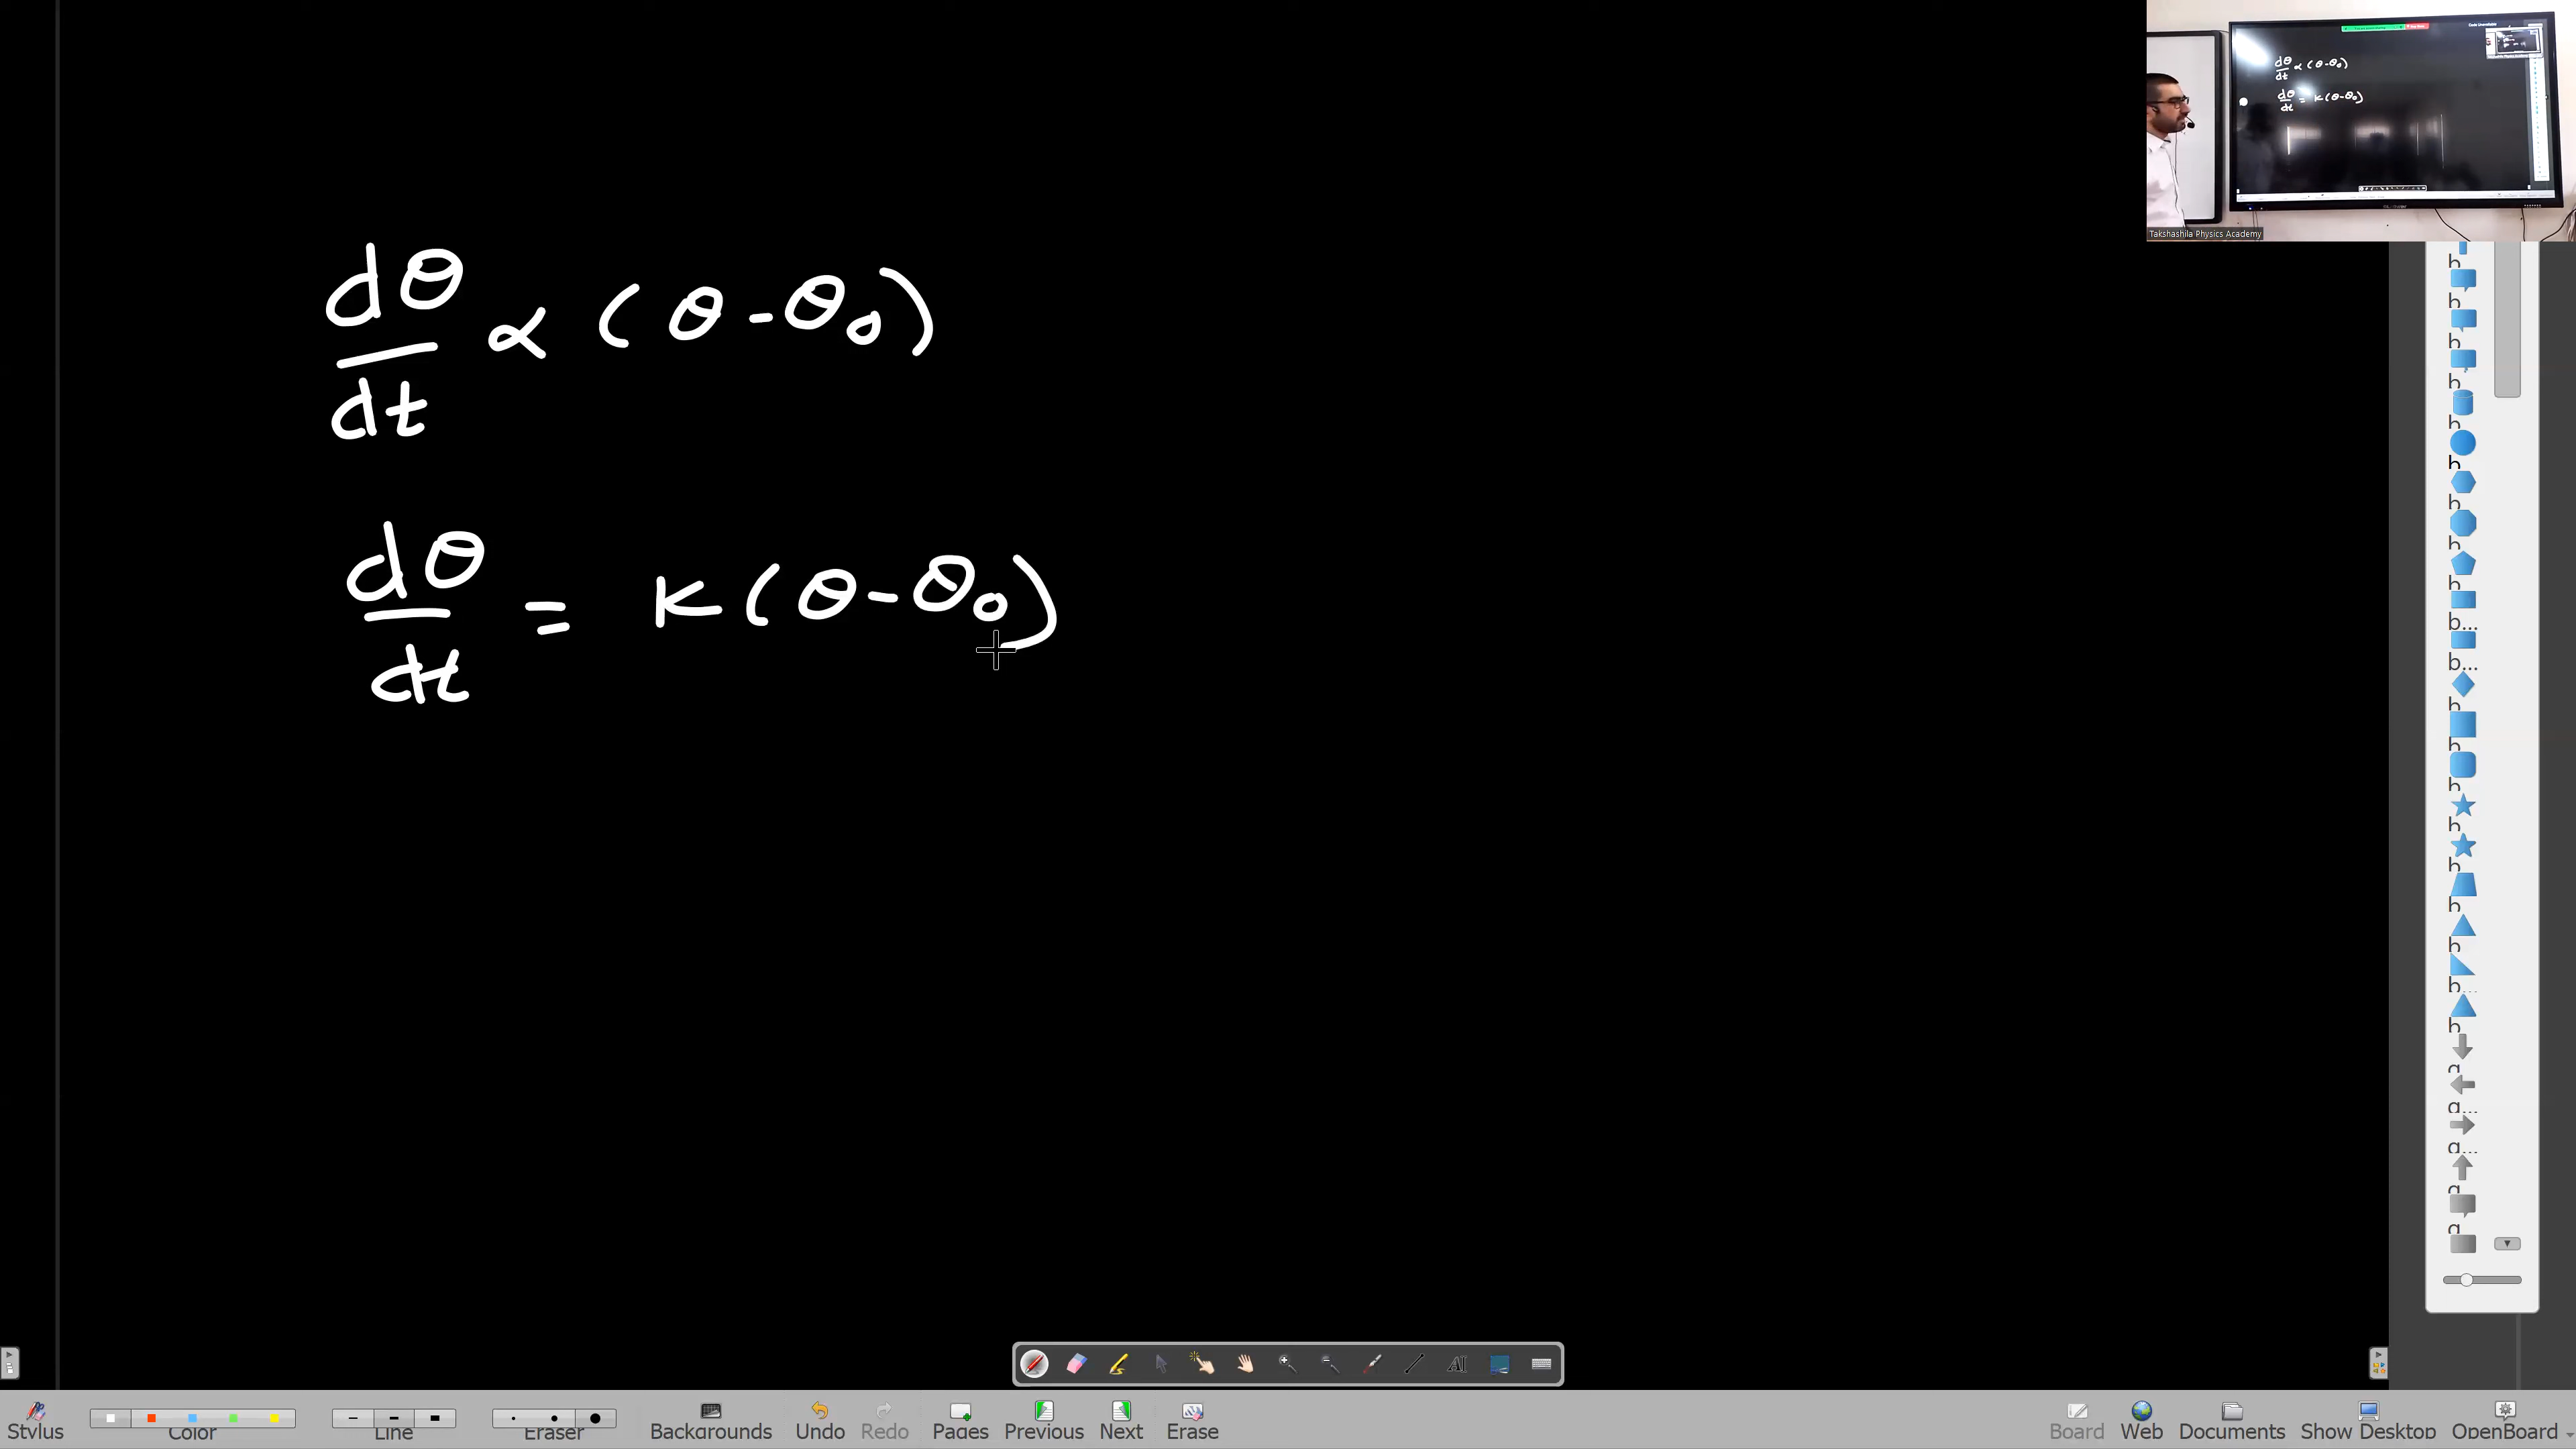 Takshashila Physics Academy
dθ/dt ∝ (θ - θ₀)
dθ/dt = K (θ - θ₀)
b
b
b
b
b
b
b
b
b
b...
b...
b
b
b
b
b
b
b
b
b...
b
q
q...
q...
q
q
Stylus
Color
Line
Eraser
Backgrounds
Undo
Redo
Pages
Previous
Next
Erase
Board
Web
Documents
Show Desktop
OpenBoard